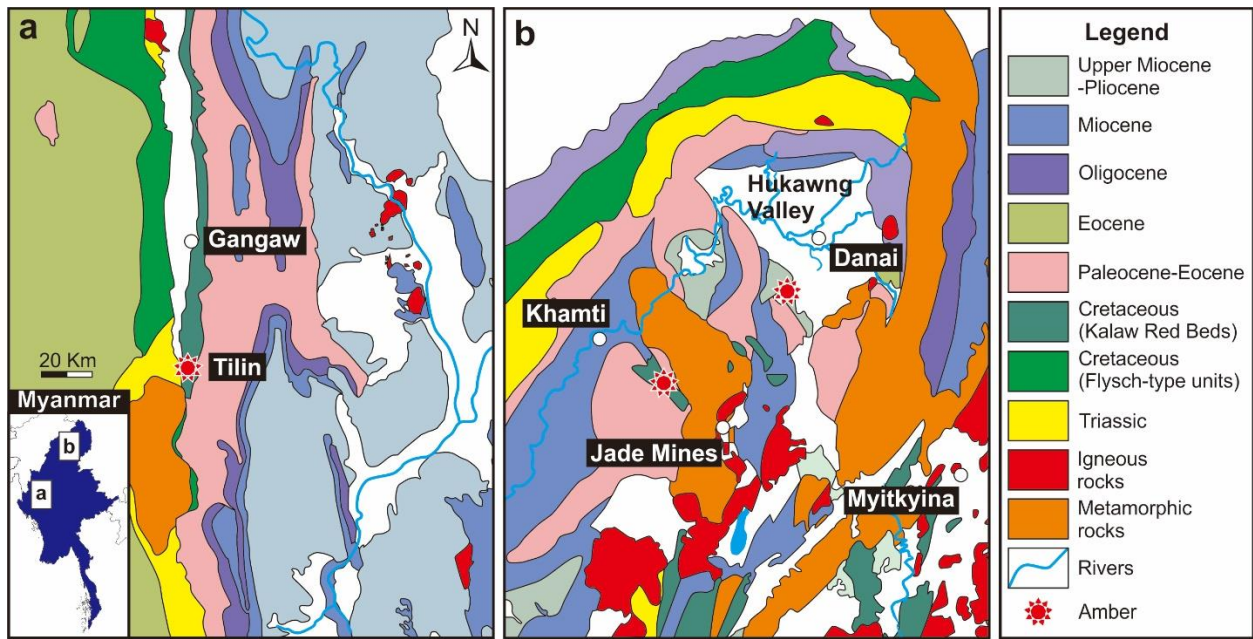 a
N
Gangaw
20 Km
Tilin
Myanmar
b
a
b
Hukawng
Valley
Danai
Khamti
Jade Mines
Myitkyina
Legend
Upper Miocene
-Pliocene
Miocene
Oligocene
Eocene
Paleocene-Eocene
Cretaceous
(Kalaw Red Beds)
Cretaceous
(Flysch-type units)
Triassic
Igneous
rocks
Metamorphic
rocks
Rivers
Amber